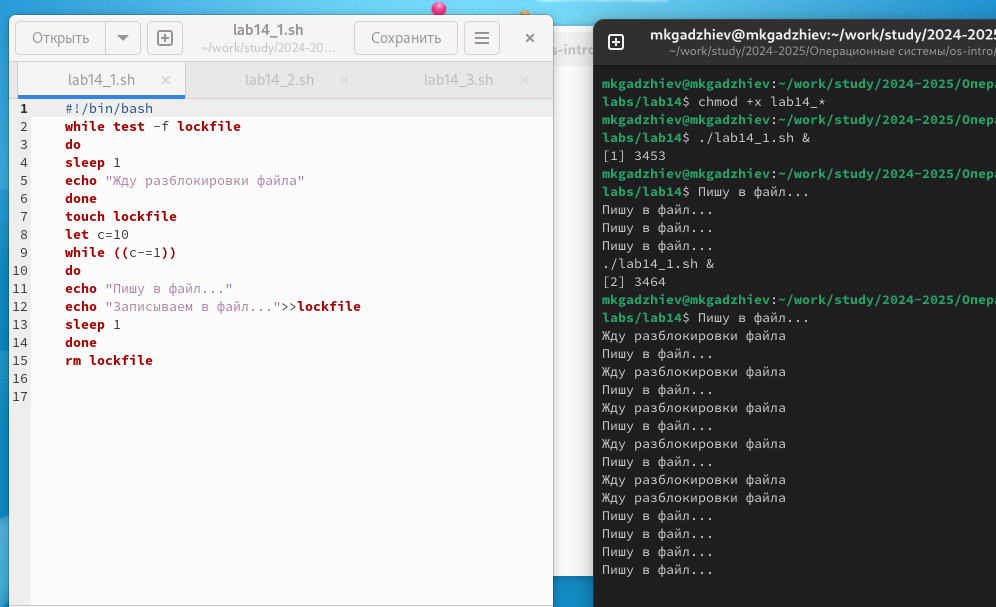 Открыть
lab14_1.sh
~/work/study/2024-20...
Сохранить
lab14_1.sh
lab14_2.sh
lab14_3.sh
1 #!/bin/bash
2 while test -f lockfile
3 do
4 sleep 1
5 echo "Жду разблокировки файла"
6 done
7 touch lockfile
8 let c=10
9 while ((c-=1))
10 do
11 echo "Пишу в файл..."
12 echo "Записываем в файл...">>lockfile
13 sleep 1
14 done
15 rm lockfile
16
17
s-intro
mkgadzhiev@mkgadzhiev:~/work/study/2024-2025
~/work/study/2024-2025/Операционные системы/os-intro/
mkgadzhiev@mkgadzhiev:~/work/study/2024-2025/Опера
labs/lab14$ chmod +x lab14_*
mkgadzhiev@mkgadzhiev:~/work/study/2024-2025/Опера
labs/lab14$ ./lab14_1.sh &
[1] 3453
mkgadzhiev@mkgadzhiev:~/work/study/2024-2025/Опера
labs/lab14$ Пишу в файл...
Пишу в файл...
Пишу в файл...
Пишу в файл...
./lab14_1.sh &
[2] 3464
mkgadzhiev@mkgadzhiev:~/work/study/2024-2025/Опера
labs/lab14$ Пишу в файл...
Жду разблокировки файла
Пишу в файл...
Жду разблокировки файла
Пишу в файл...
Жду разблокировки файла
Пишу в файл...
Жду разблокировки файла
Пишу в файл...
Жду разблокировки файла
Жду разблокировки файла
Пишу в файл...
Пишу в файл...
Пишу в файл...
Пишу в файл...